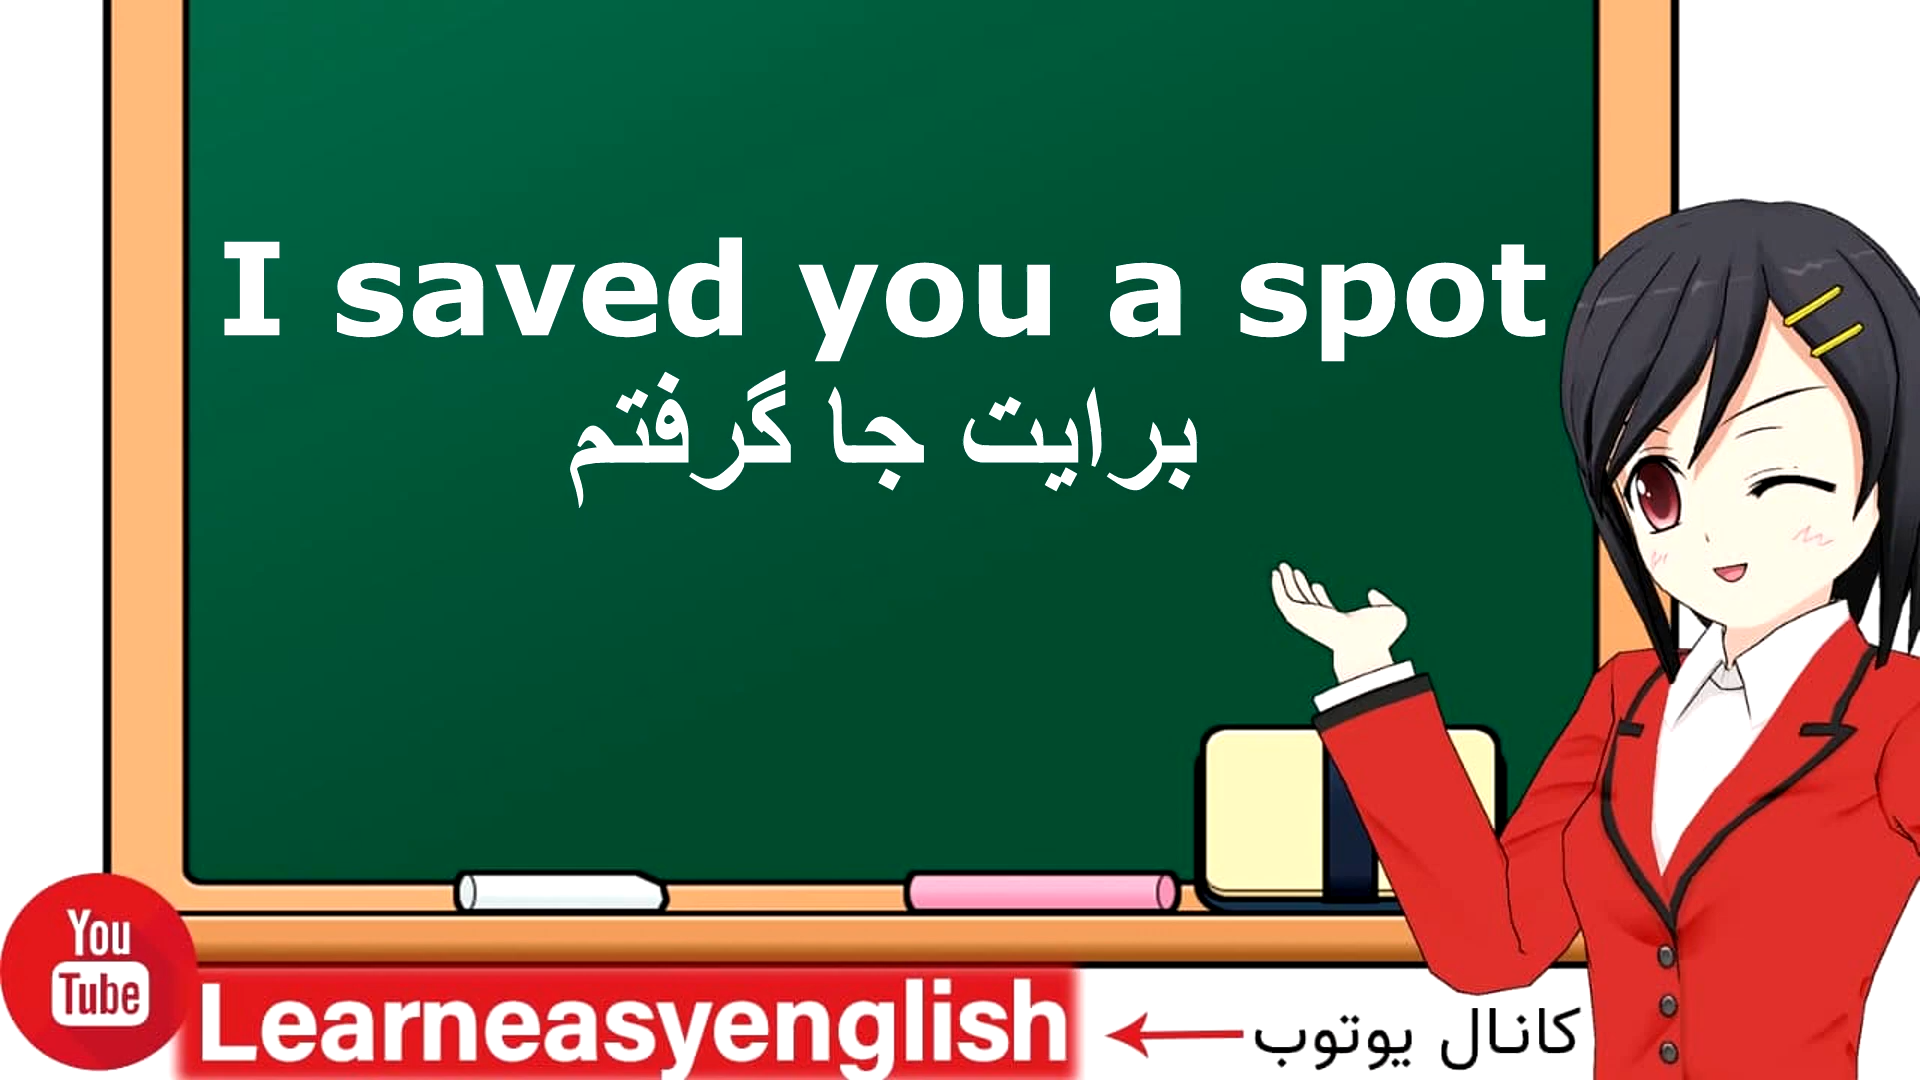 I saved you a spot
برایت جا گرفتم
You
Tube
Learneasyenglish
کانال یوتوب